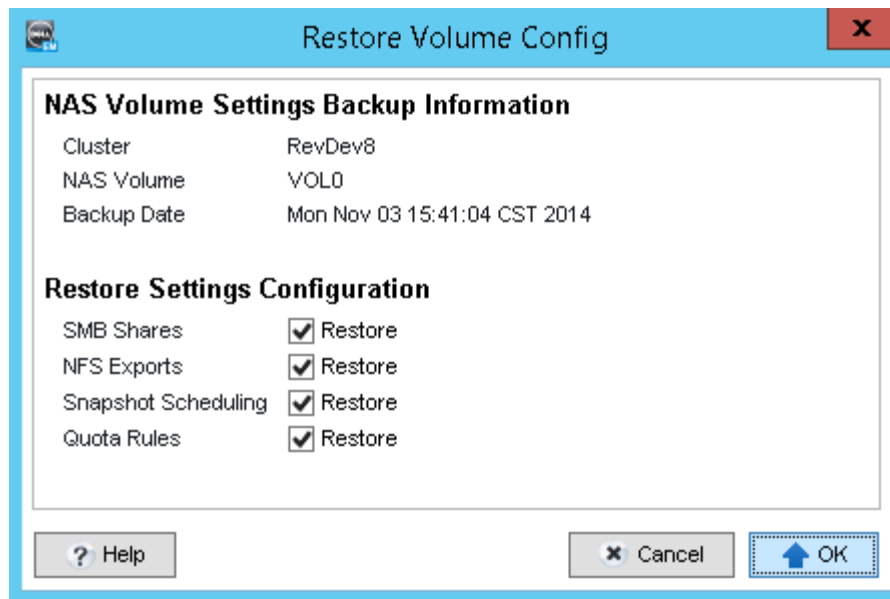 Restore Volume Config
x
NAS Volume Settings Backup Information
Cluster RevDev8
NAS Volume VOL0
Backup Date Mon Nov 03 15:41:04 CST 2014
Restore Settings Configuration
SMB Shares Restore
NFS Exports Restore
Snapshot Scheduling Restore
Quota Rules Restore
? Help Cancel OK